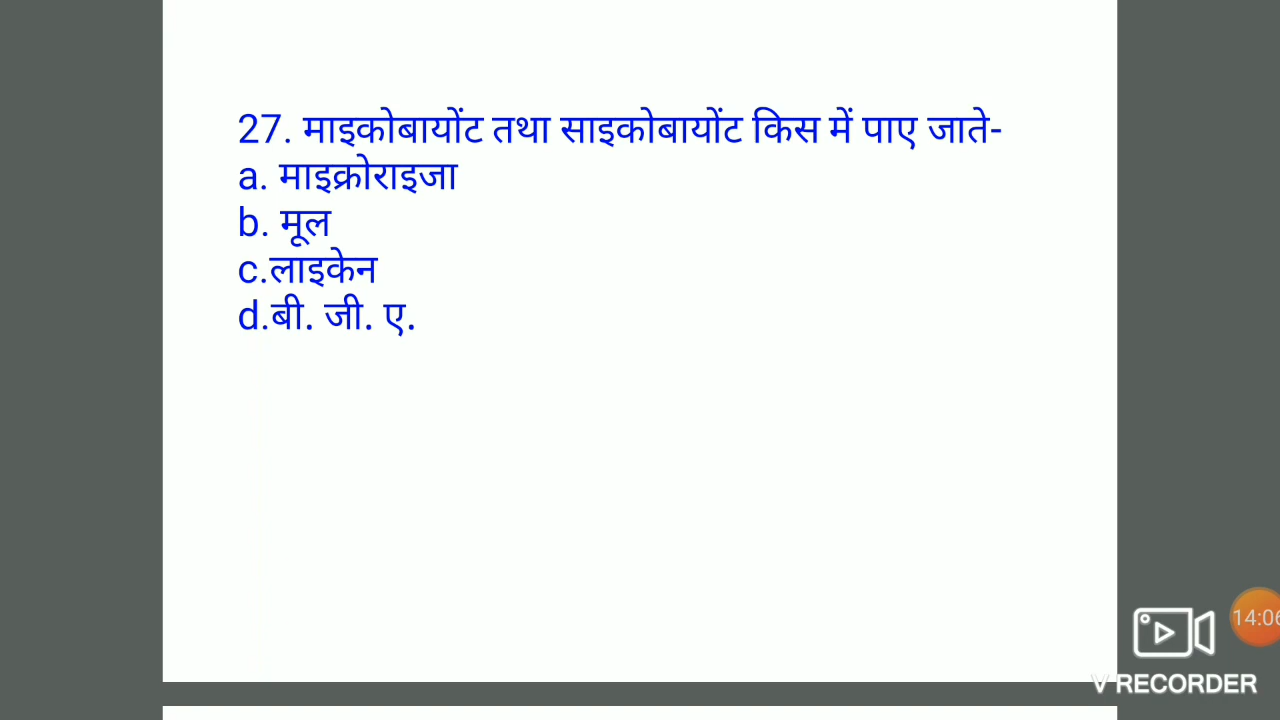 27. माइकोबायोंट तथा साइकोबायोंट किस में पाए जाते-
a. माइक्रोराइजा
b. मूल
c.लाइकेन
d.बी. जी. ए.
14:06
V RECORDER